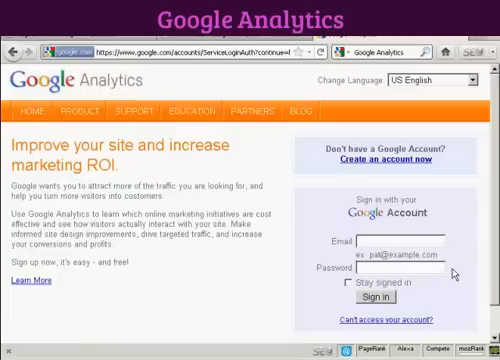 Google Analytics
google.com https://www.google.com/accounts/ServiceLoginAuth?continue=h
Google Analytics
SEM
Google Analytics
Change Language: US English
HOME PRODUCT SUPPORT EDUCATION PARTNERS BLOG
Improve your site and increase
marketing ROI.
Google wants you to attract more of the traffic you are looking for, and
help you turn more visitors into customers.
Use Google Analytics to learn which online marketing initiatives are cost
effective and see how visitors actually interact with your site. Make
informed site design improvements, drive targeted traffic, and increase
your conversions and profits.
Sign up now, it's easy - and free!
Learn More
Don't have a Google Account?
Create an account now
Sign in with your
Google Account
Email
ex: pat@example.com
Password
Stay signed in
Sign in
Can't access your account?
PageRank Alexa Compete mozRank